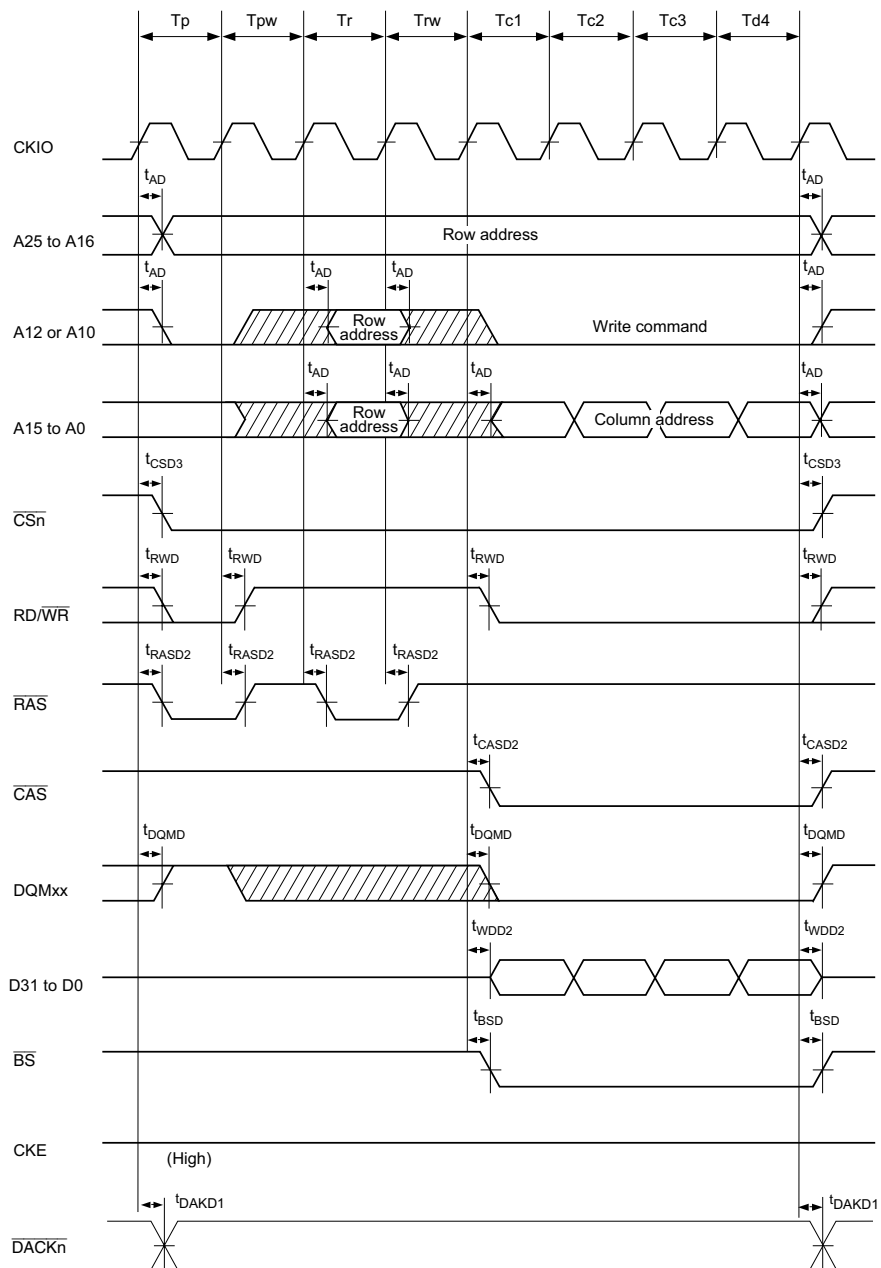 Tp Tpw Tr Trw Tc1 Tc2 Tc3 Td4
CKIO
tAD tAD
A25 to A16 Row address
tAD tAD tAD tAD
A12 or A10 Row address Write command
tAD tAD tAD tAD
A15 to A0 Row address Column address
tCSD3 tCSD3
CSn
tRWD tRWD tRWD tRWD
RD/WR
tRASD2 tRASD2 tRASD2 tRASD2
RAS
tCASD2 tCASD2
CAS
tDQMD tDQMD tDQMD
DQMxx
tWDD2 tWDD2
D31 to D0
tBSD tBSD
BS
CKE
(High)
tDAKD1 tDAKD1
DACKn